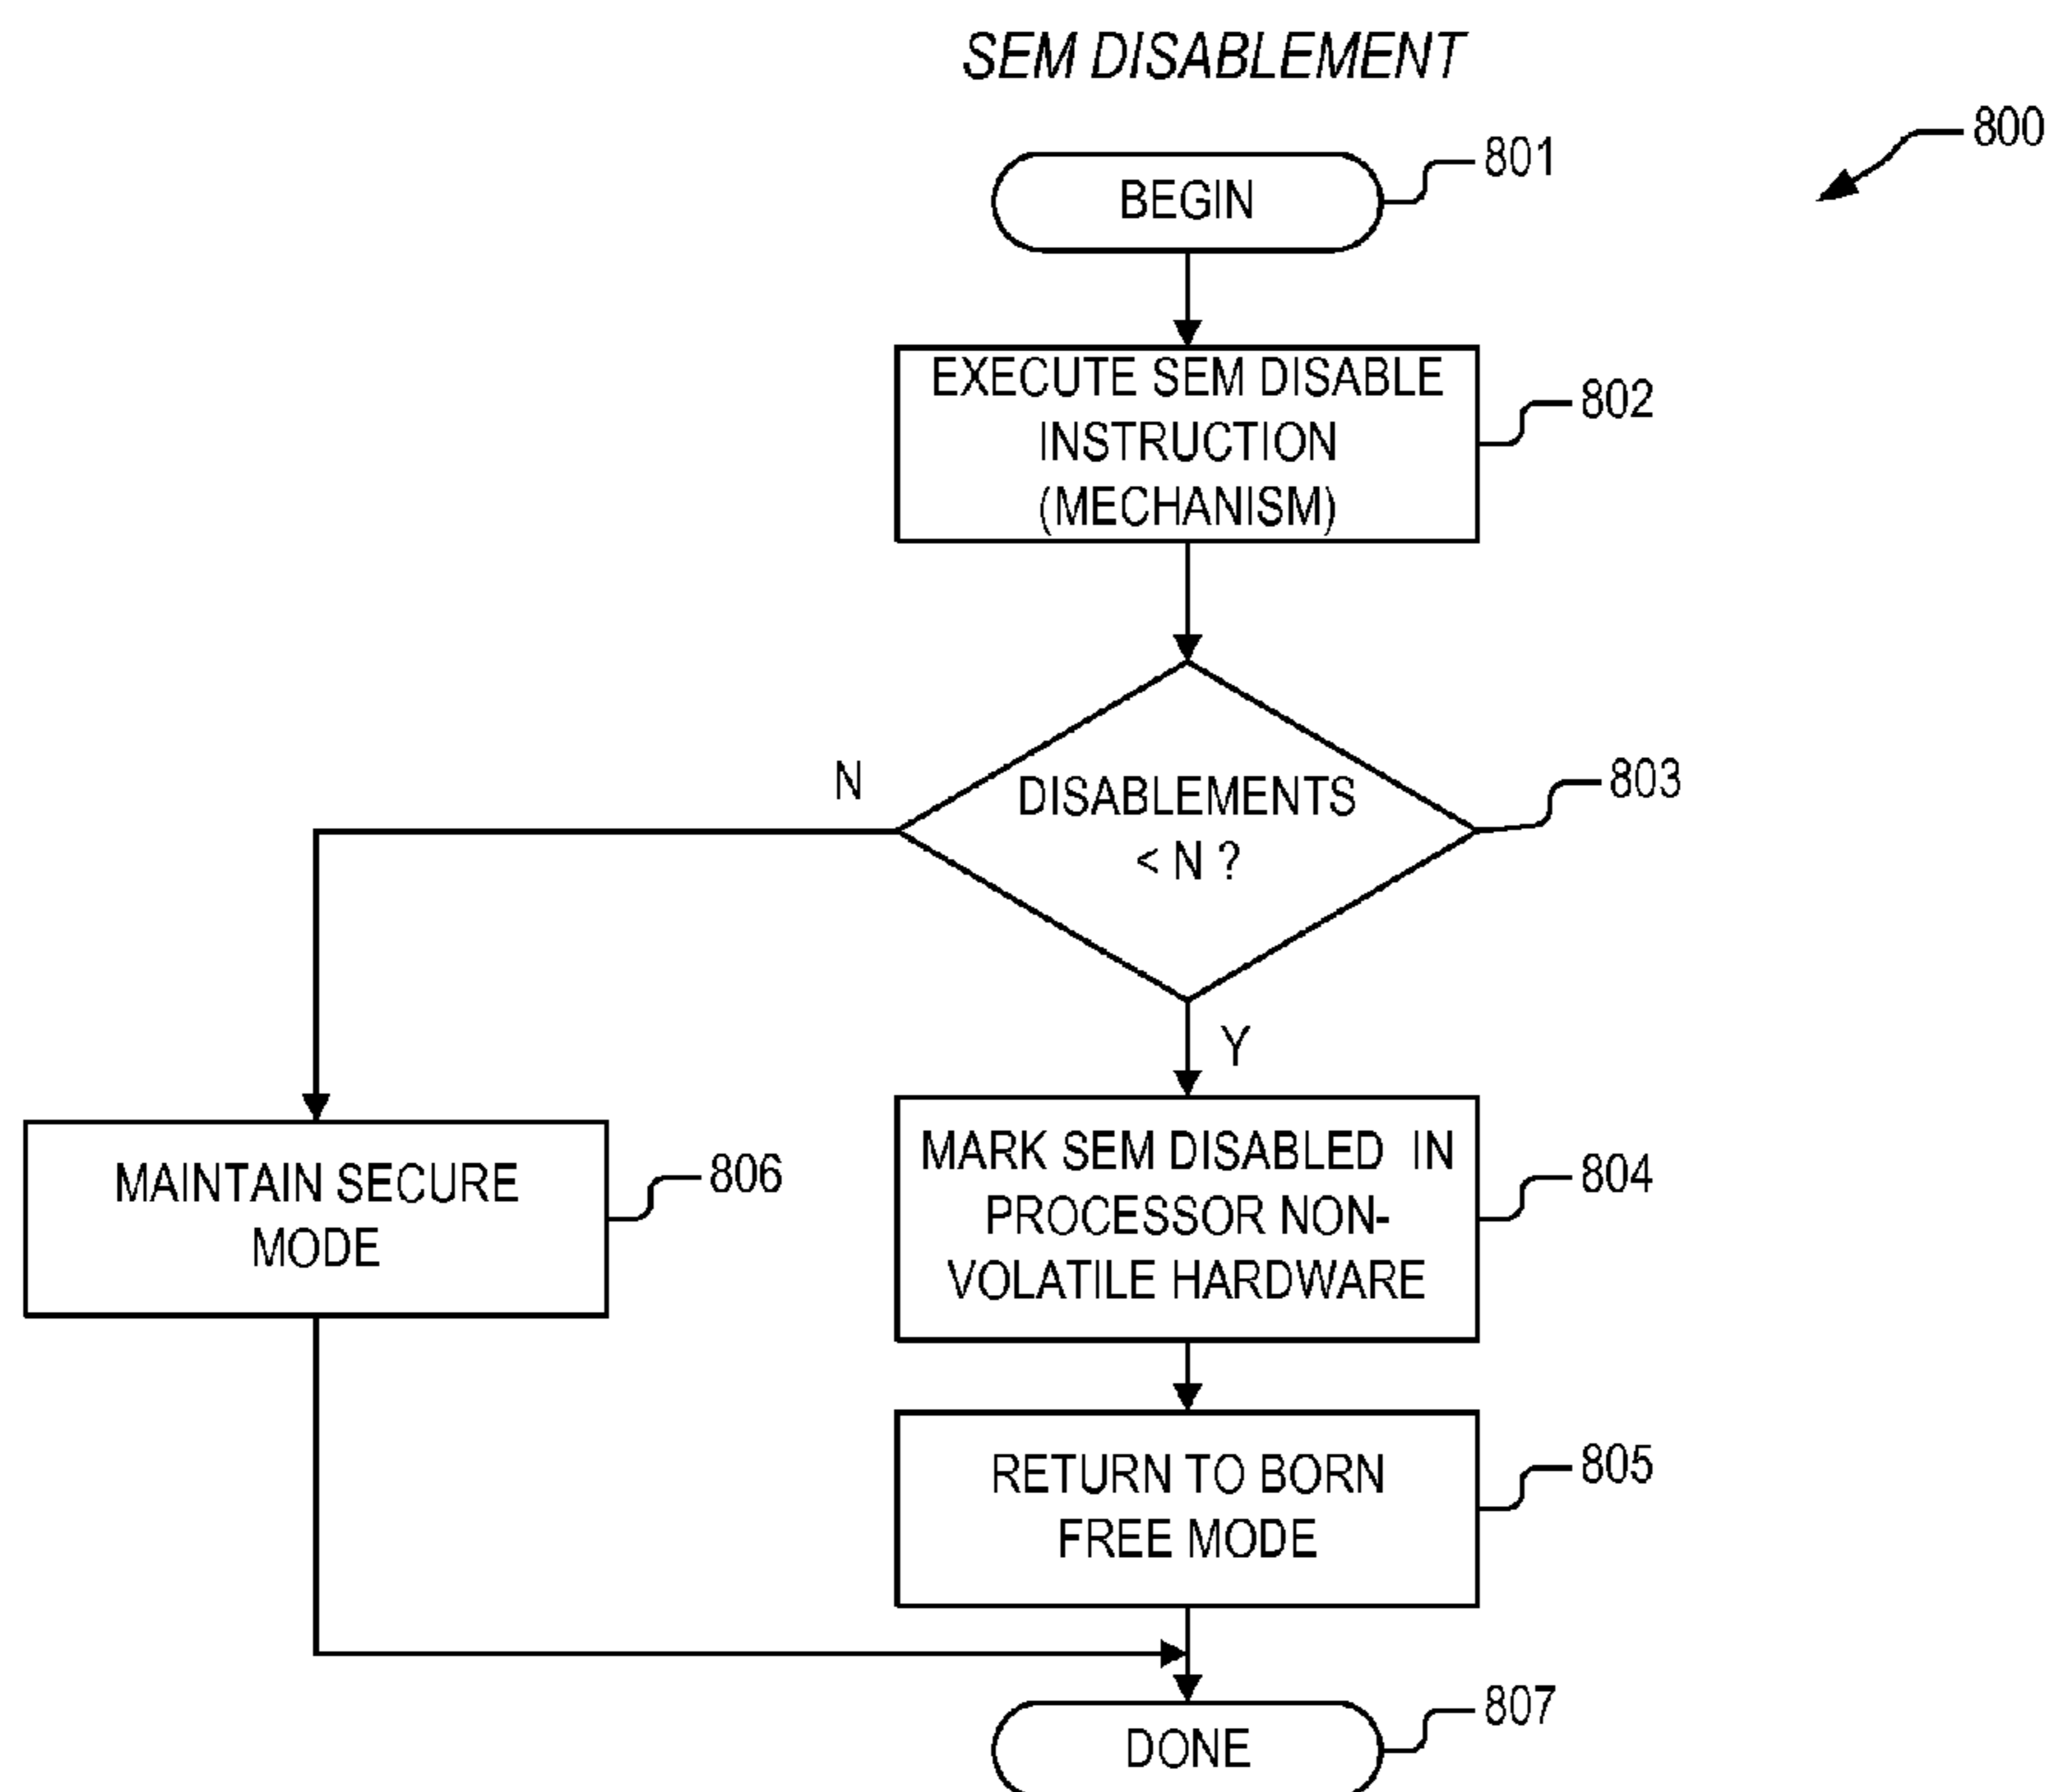 SEM DISABLEMENT
800
BEGIN
801
EXECUTE SEM DISABLE
INSTRUCTION
(MECHANISM)
802
N
DISABLEMENTS
< N ?
803
Y
MAINTAIN SECURE
MODE
806
MARK SEM DISABLED IN
PROCESSOR NON-
VOLATILE HARDWARE
804
RETURN TO BORN
FREE MODE
805
DONE
807